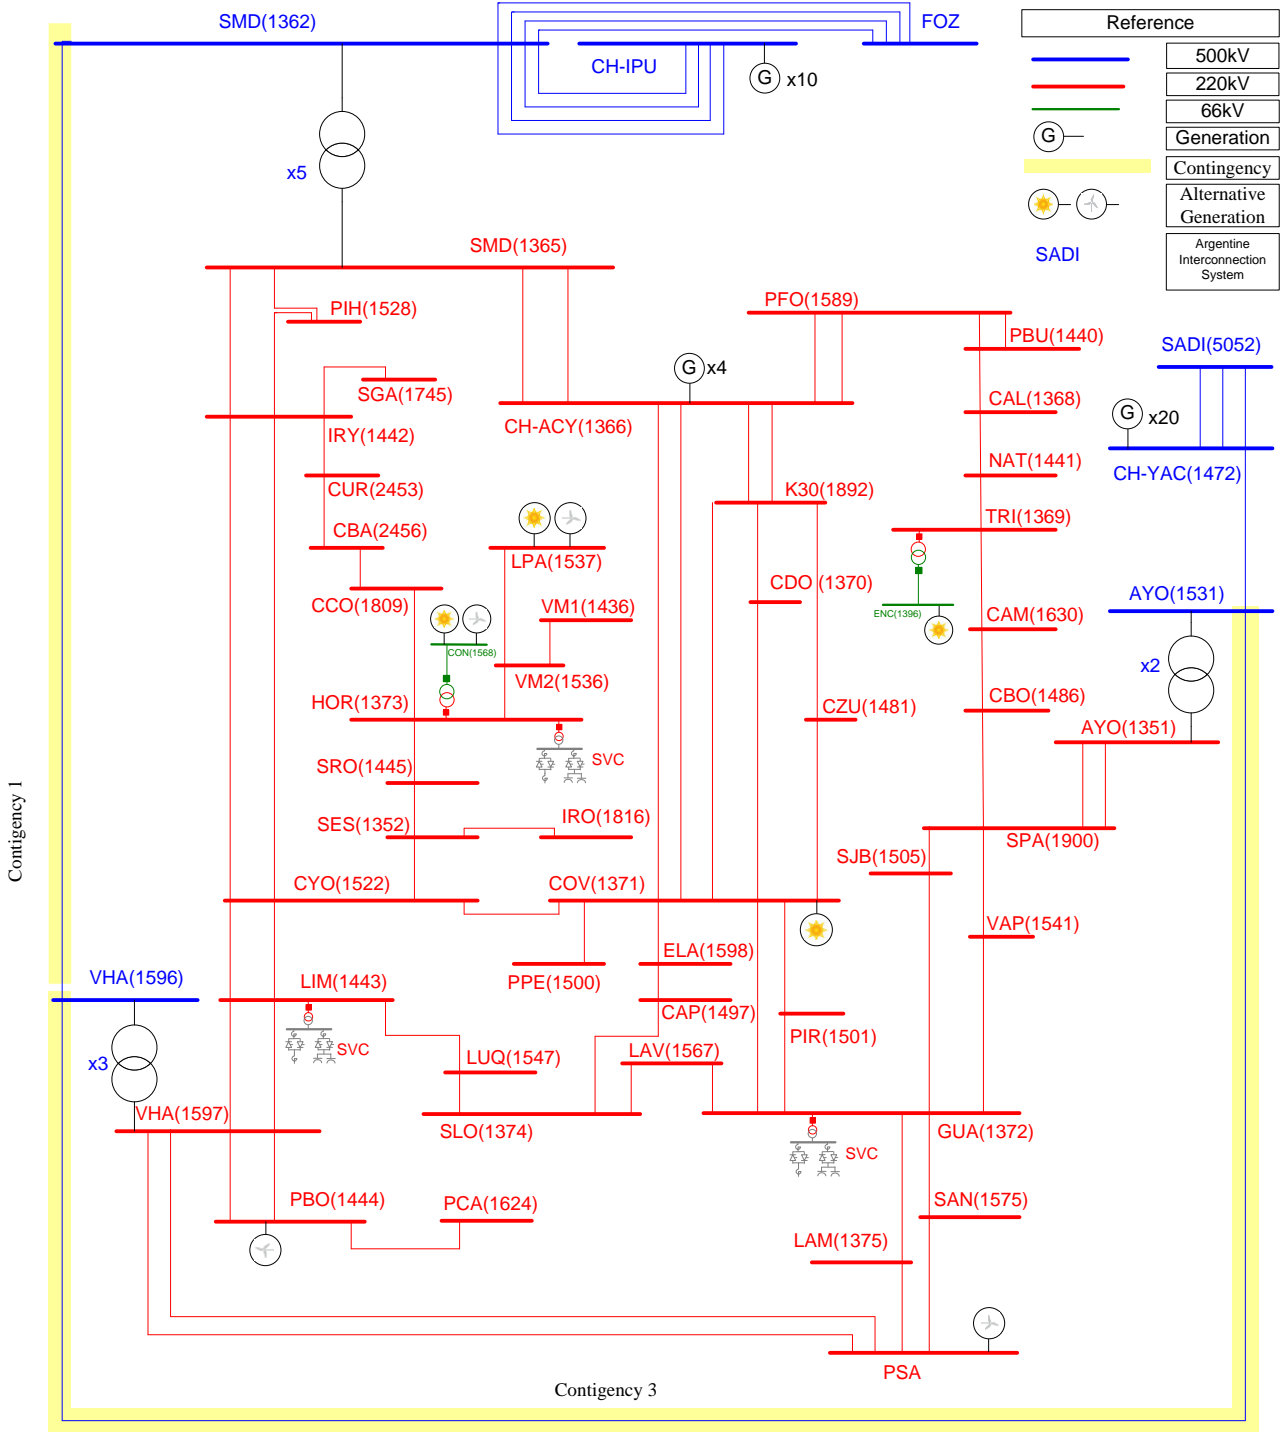 SMD(1362)
FOZ
Reference
CH-IPU
G
x10
500kV
220kV
66kV
G
Generation
Contingency
x5
Alternative
Generation
SMD(1365)
SADI
Argentine
Interconnection
System
PIH(1528)
PFO(1589)
PBU(1440)
SADI(5052)
G
x4
SGA(1745)
CAL(1368)
G
x20
IRY(1442)
CH-ACY(1366)
NAT(1441)
CH-YAC(1472)
CUR(2453)
K30(1892)
CBA(2456)
TRI(1369)
LPA(1537)
CDO (1370)
CCO(1809)
VM1(1436)
ENC(1396)
CAM(1630)
AYO(1531)
CON(1568)
x2
VM2(1536)
HOR(1373)
CZU(1481)
CBO(1486)
AYO(1351)
SVC
SRO(1445)
SES(1352)
IRO(1816)
SPA(1900)
Contigency 1
SJB(1505)
CYO(1522)
COV(1371)
VAP(1541)
ELA(1598)
VHA(1596)
LIM(1443)
PPE(1500)
CAP(1497)
PIR(1501)
SVC
x3
LUQ(1547)
LAV(1567)
VHA(1597)
SLO(1374)
GUA(1372)
SVC
PBO(1444)
PCA(1624)
SAN(1575)
LAM(1375)
PSA
Contigency 3